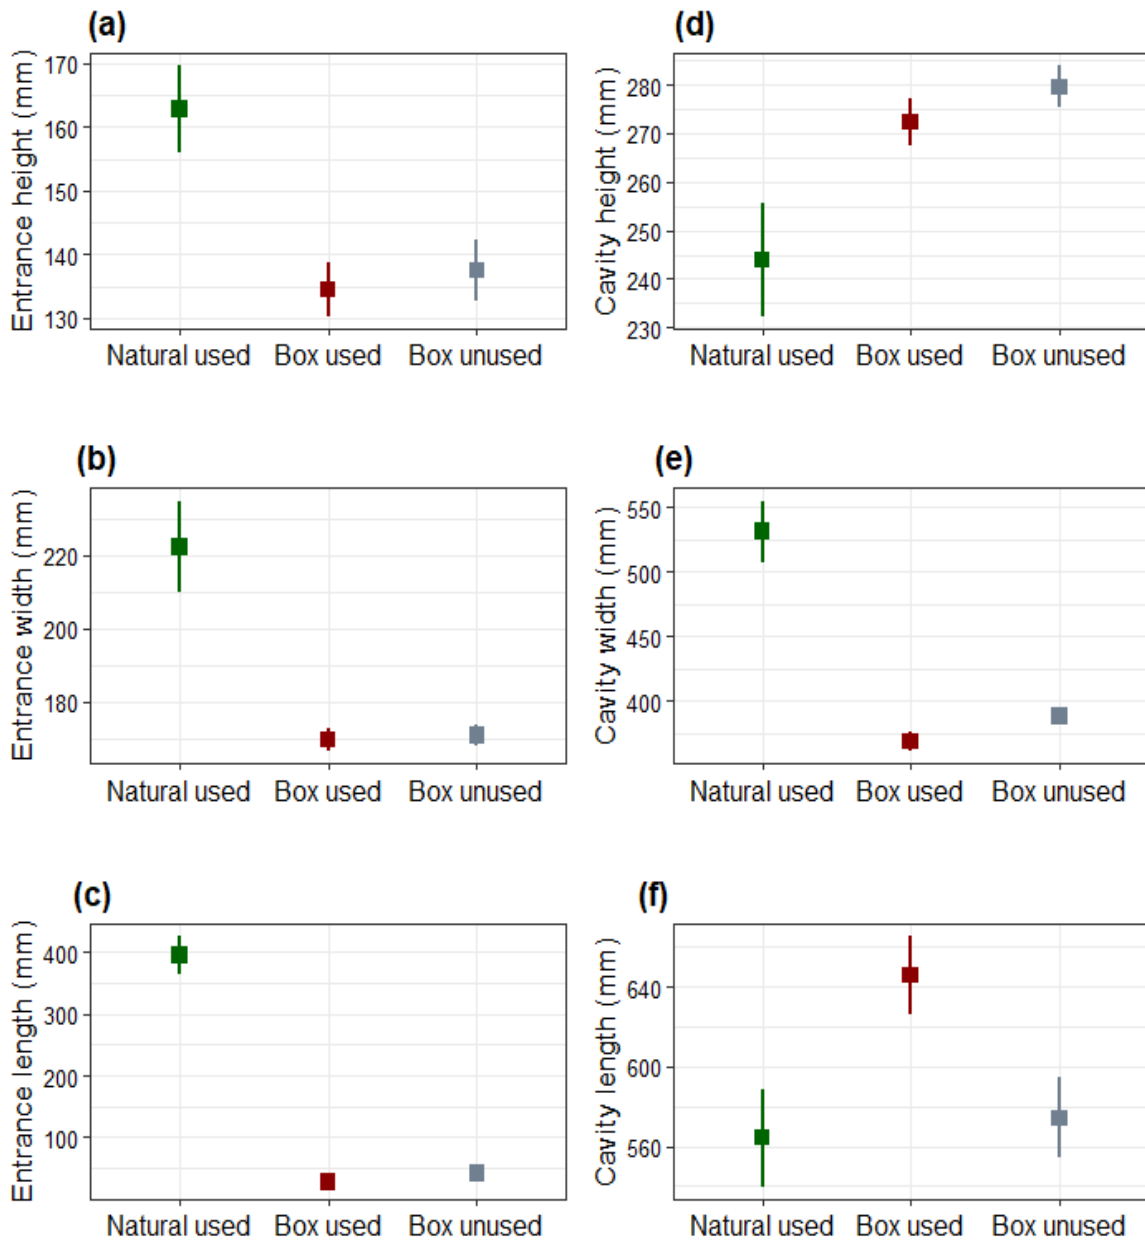 (a)
Entrance height (mm)
170
160
150
140
130
Natural used Box used Box unused
(d)
Cavity height (mm)
280
270
260
250
240
230
Natural used Box used Box unused
(b)
Entrance width (mm)
220
200
180
Natural used Box used Box unused
(e)
Cavity width (mm)
550
500
450
400
Natural used Box used Box unused
(c)
Entrance length (mm)
400
300
200
100
Natural used Box used Box unused
(f)
Cavity length (mm)
640
600
560
Natural used Box used Box unused